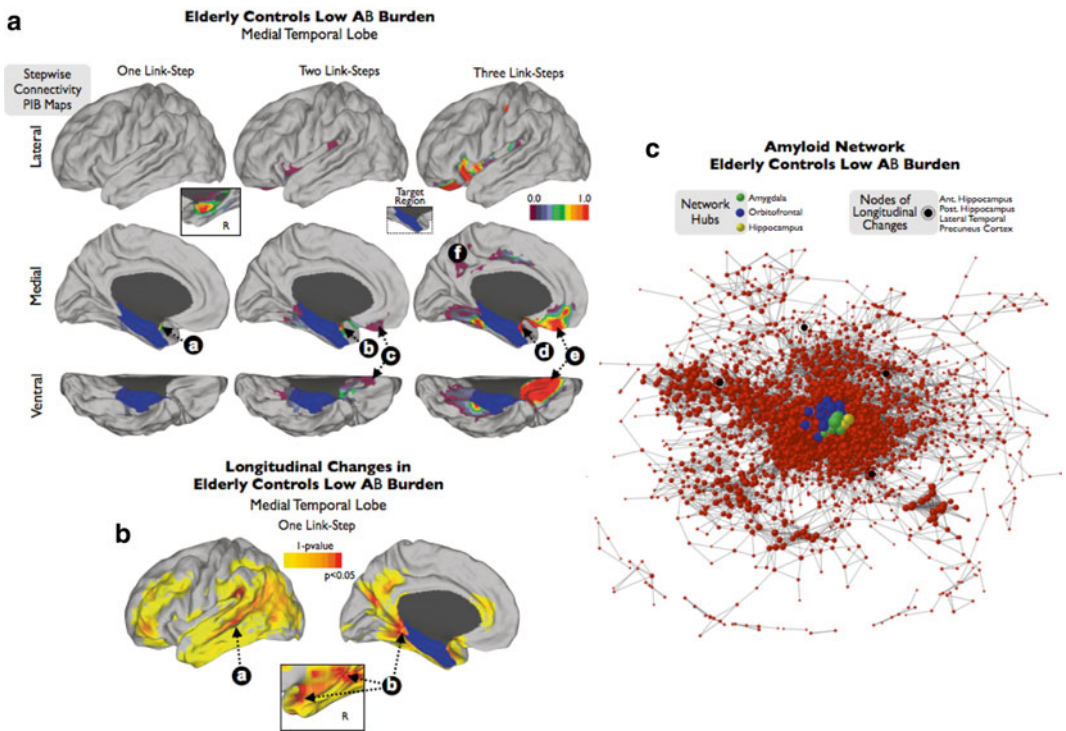 a
Elderly Controls Low Aß Burden
Medial Temporal Lobe
Stepwise
Connectivity
PIB Maps
One Link-Step
Two Link-Steps
Three Link-Steps
Lateral
R
Target
Region
0.0 1.0
Medial
a
b
c
f
d
e
Ventral
Longitudinal Changes in
Elderly Controls Low Aß Burden
Medial Temporal Lobe
One Link-Step
b
1-pvalue
p<0.05
a
b
R
c
Amyloid Network
Elderly Controls Low Aß Burden
Network
Hubs
Amygdala
Orbitofrontal
Hippocampus
Nodes of
Longitudinal
Changes
Ant. Hippocampus
Post. Hippocampus
Lateral Temporal
Precuneus Cortex